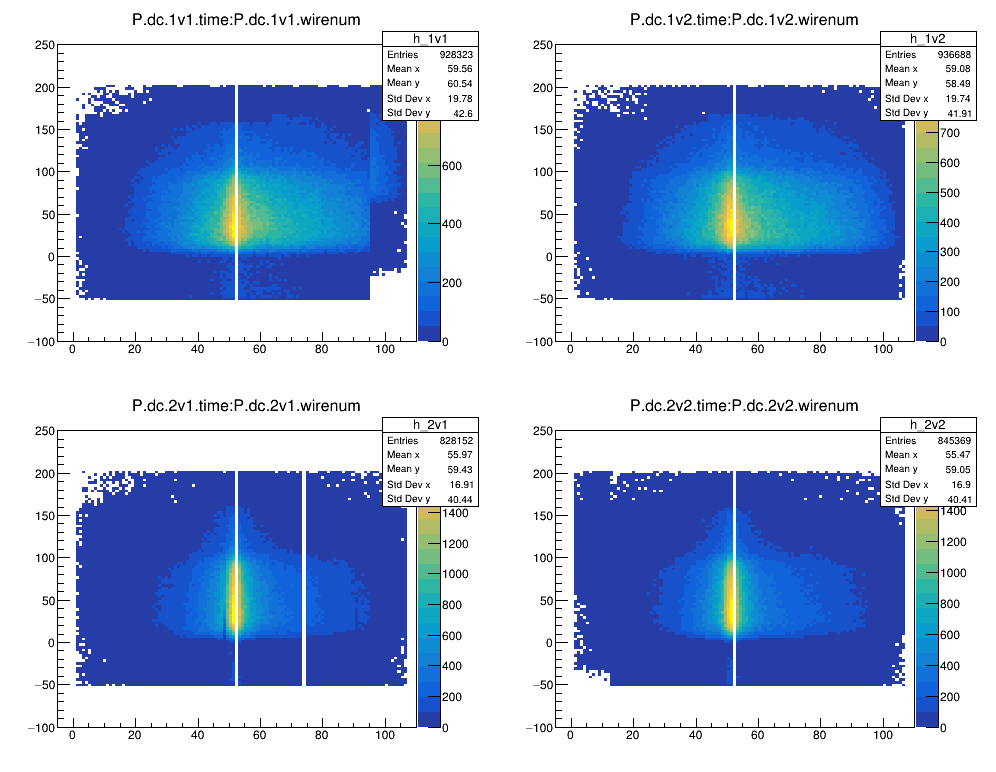 P.dc.1v1.time:P.dc.1v1.wirenum
h_1v1
Entries 928323
Mean x 59.56
Mean y 60.54
Std Dev x 19.78
Std Dev y 42.6
250
200
150
100
50
0
−50
−100
0 20 40 60 80 100
600
400
200
0
P.dc.1v2.time:P.dc.1v2.wirenum
h_1v2
Entries 936688
Mean x 59.08
Mean y 58.49
Std Dev x 19.74
Std Dev y 41.91
250
200
150
100
50
0
−50
−100
0 20 40 60 80 100
700
600
500
400
300
200
100
0
P.dc.2v1.time:P.dc.2v1.wirenum
h_2v1
Entries 828152
Mean x 55.97
Mean y 59.43
Std Dev x 16.91
Std Dev y 40.44
250
200
150
100
50
0
−50
−100
0 20 40 60 80 100
1400
1200
1000
800
600
400
200
0
P.dc.2v2.time:P.dc.2v2.wirenum
h_2v2
Entries 845369
Mean x 55.47
Mean y 59.05
Std Dev x 16.9
Std Dev y 40.41
250
200
150
100
50
0
−50
−100
0 20 40 60 80 100
1400
1200
1000
800
600
400
200
0